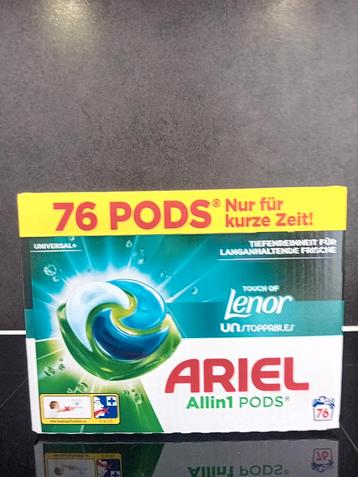 76 PODS® Nur für
kurze Zeit!
UNIVERSAL+
TIEFENREINHEIT FÜR
LANGANHALTENDE FRISCHE
TOUCH OF
Lenor
UNSTOPPABLES
ARIEL
Allin1 PODS®
76